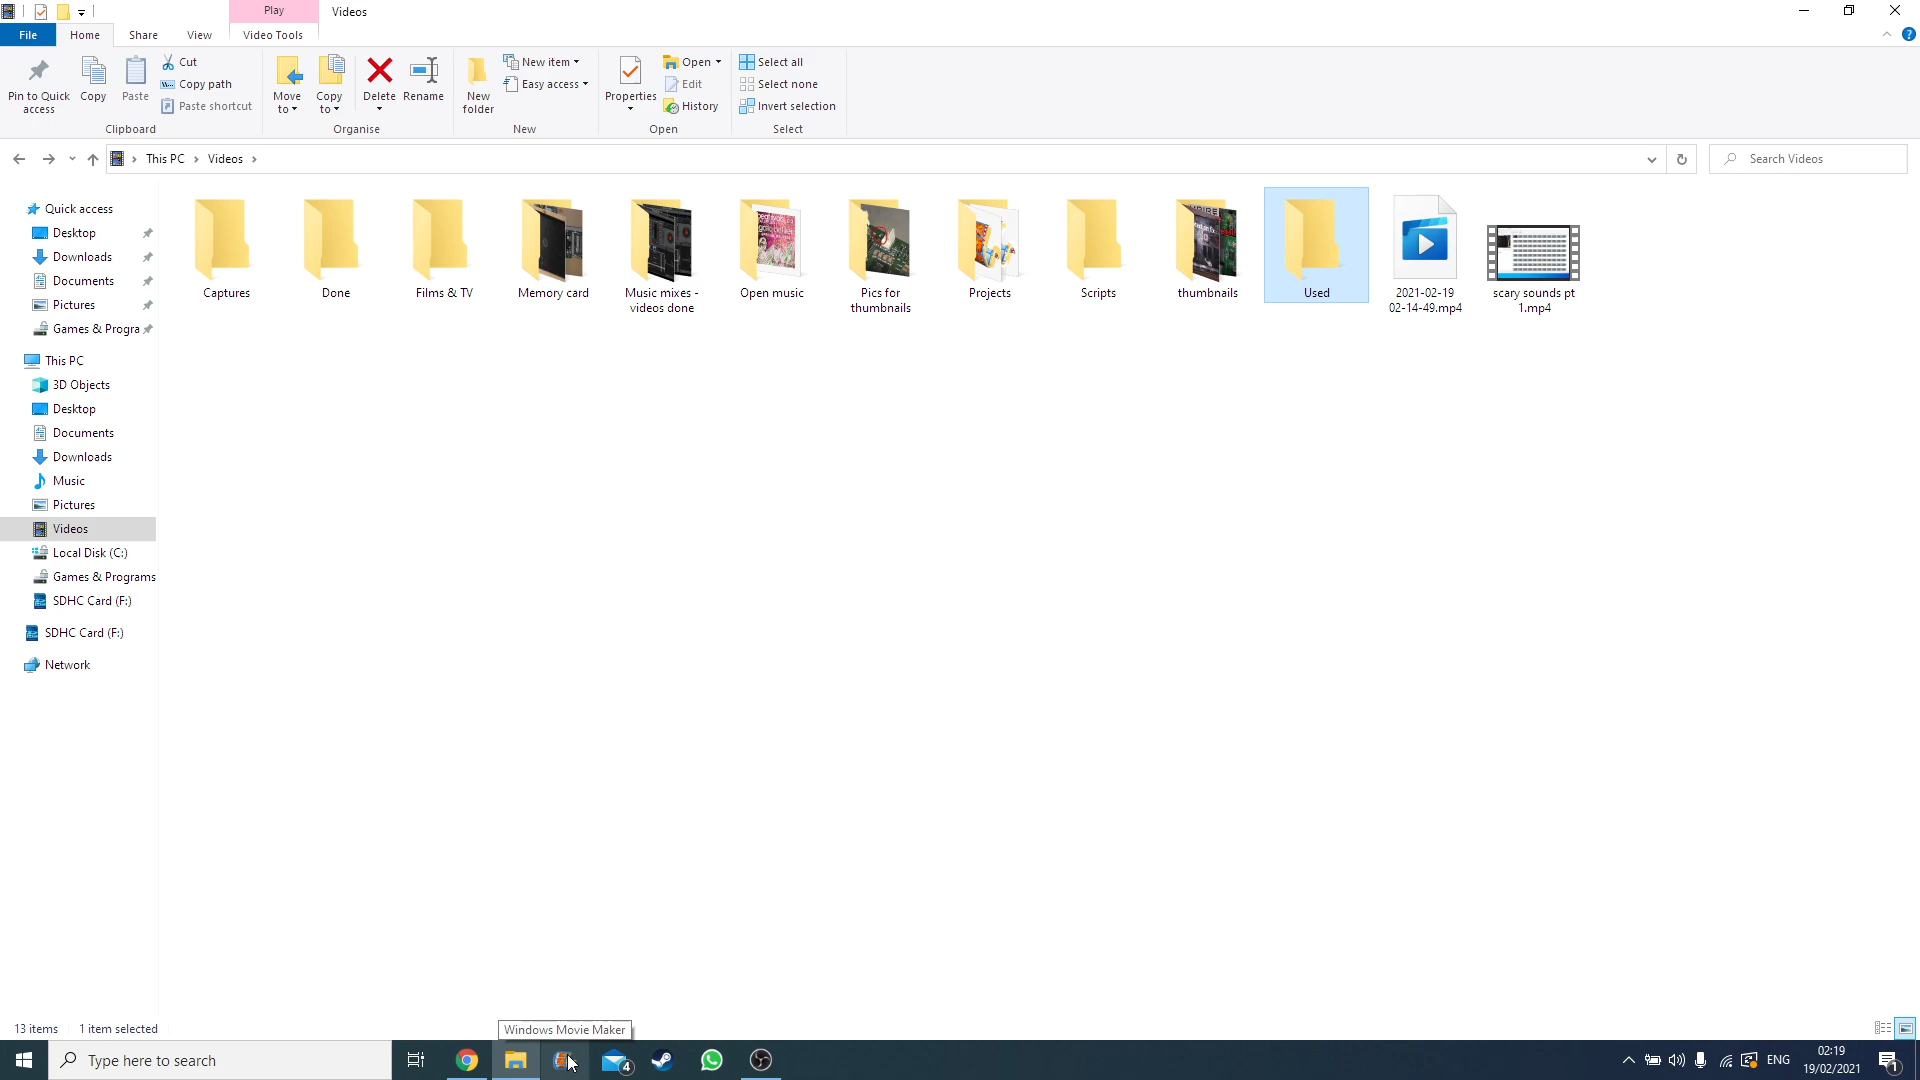 Play
Videos
File
Home
Share
View
Video Tools
Pin to Quick
access
Copy
Paste
Cut
Copy path
Paste shortcut
Clipboard
Move
to
Copy
to
Delete
Rename
Organise
New
folder
New item
Easy access
New
Properties
Open
Edit
History
Open
Select all
Select none
Invert selection
Select
This PC
Videos
Search Videos
Quick access
Desktop
Downloads
Documents
Pictures
Games & Progra
This PC
3D Objects
Desktop
Documents
Downloads
Music
Pictures
Videos
Local Disk (C:)
Games & Programs
SDHC Card (F:)
SDHC Card (F:)
Network
Captures
Done
Films & TV
Memory card
Music mixes -
videos done
Open music
Pics for
thumbnails
Projects
Scripts
thumbnails
Used
2021-02-19
02-14-49.mp4
scary sounds pt
1.mp4
13 items
1 item selected
Windows Movie Maker
Type here to search
4
ENG
02:19
19/02/2021
1